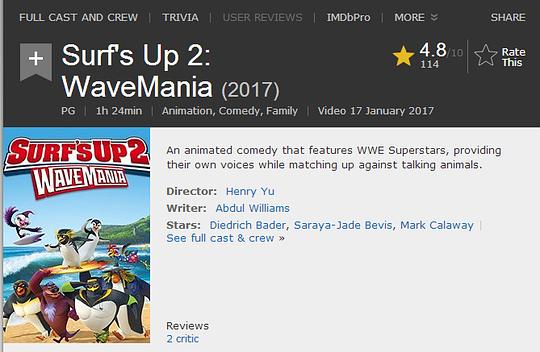 FULL CAST AND CREW | TRIVIA | USER REVIEWS | IMDbPro | MORE | SHARE
+
Surf's Up 2:
WaveMania (2017)
4.8/10
114
Rate
This
PG | 1h 24min | Animation, Comedy, Family | Video 17 January 2017
SURF'S UP 2
WAVEMANIA
An animated comedy that features WWE Superstars, providing
their own voices while matching up against talking animals.
Director: Henry Yu
Writer: Abdul Williams
Stars: Diedrich Bader, Saraya-Jade Bevis, Mark Calaway |
See full cast & crew »
Reviews
2 critic